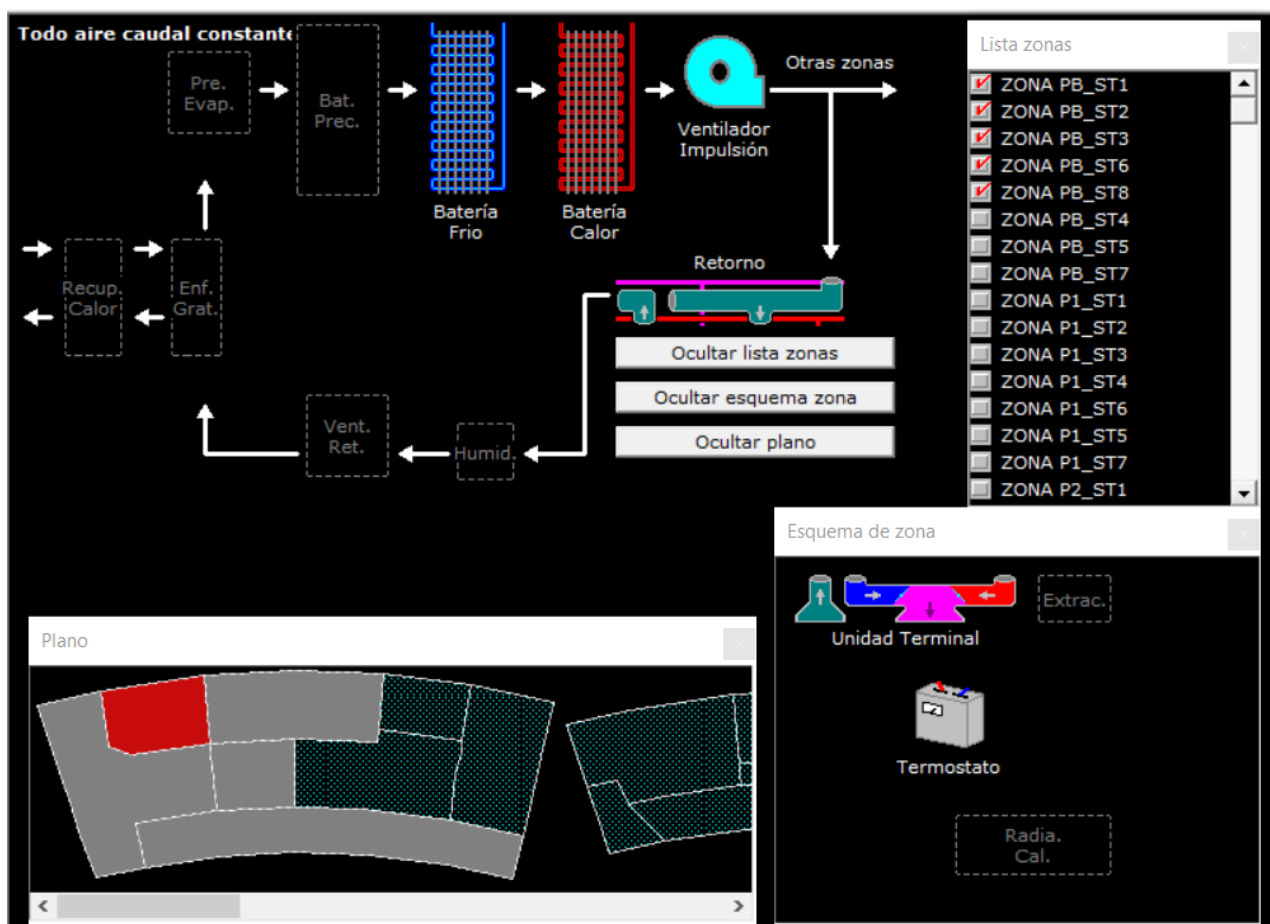 Todo aire caudal constante
Pre.
Evap.
Bat.
Prec.
Batería
Frio
Batería
Calor
Ventilador
Impulsión
Otras zonas
Recup.
Calor
Enf.
Grat.
Retorno
Ocultar lista zonas
Ocultar esquema zona
Ocultar plano
Vent.
Ret.
Humid.
Lista zonas
ZONA PB_ST1
ZONA PB_ST2
ZONA PB_ST3
ZONA PB_ST6
ZONA PB_ST8
ZONA PB_ST4
ZONA PB_ST5
ZONA PB_ST7
ZONA P1_ST1
ZONA P1_ST2
ZONA P1_ST3
ZONA P1_ST4
ZONA P1_ST6
ZONA P1_ST5
ZONA P1_ST7
ZONA P2_ST1
Esquema de zona
Unidad Terminal
Extrac.
Termostato
Radia.
Cal.
Plano